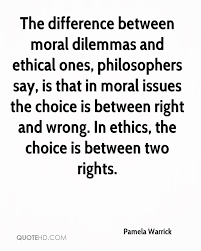 The difference between
moral dilemmas and
ethical ones, philosophers
say, is that in moral issues
the choice is between right
and wrong. In ethics, the
choice is between two
rights.
Pamela Warrick
QUOTEHD.COM